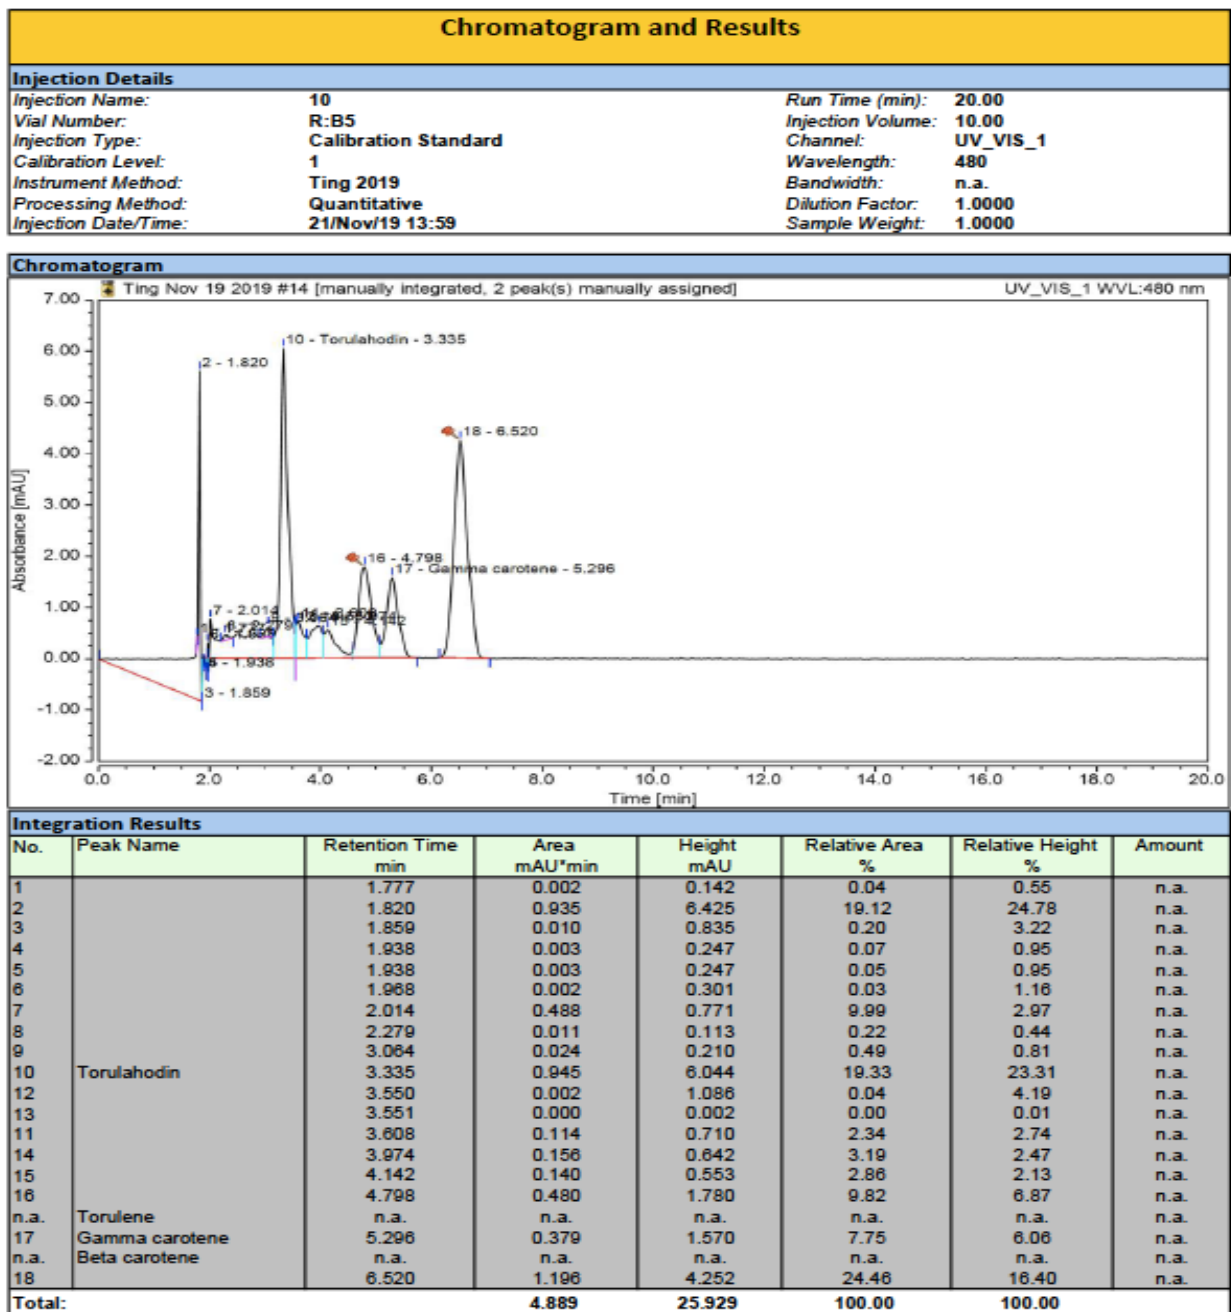 Chromatogram and Results
Injection Details
Injection Name: 10 Run Time (min): 20.00
Vial Number: R:B5 Injection Volume: 10.00
Injection Type: Calibration Standard Channel: UV_VIS_1
Calibration Level: 1 Wavelength: 480
Instrument Method: Ting 2019 Bandwidth: n.a.
Processing Method: Quantitative Dilution Factor: 1.0000
Injection Date/Time: 21/Nov/19 13:59 Sample Weight: 1.0000
Chromatogram
Ting Nov 19 2019 #14 [manually integrated, 2 peak(s) manually assigned] UV_VIS_1 WVL:480 nm
7.00
6.00
5.00
4.00
3.00
2.00
1.00
0.00
-1.00
-2.00
Absorbance [mAU]
10 - Torulahodin - 3.335
2 - 1.820
18 - 6.520
16 - 4.798
17 - Gamma carotene - 5.296
7 - 2.014
1.938
3 - 1.859
0.0 2.0 4.0 6.0 8.0 10.0 12.0 14.0 16.0 18.0 20.0
Time [min]
Integration Results
No. Peak Name Retention Time Area Height Relative Area Relative Height Amount
min mAU*min mAU % %
1 1.777 0.002 0.142 0.04 0.55 n.a.
2 1.820 0.935 6.425 19.12 24.78 n.a.
3 1.859 0.010 0.835 0.20 3.22 n.a.
4 1.938 0.003 0.247 0.07 0.95 n.a.
5 1.938 0.003 0.247 0.05 0.95 n.a.
6 1.968 0.002 0.301 0.03 1.16 n.a.
7 2.014 0.488 0.771 9.99 2.97 n.a.
8 2.279 0.011 0.113 0.22 0.44 n.a.
9 3.064 0.024 0.210 0.49 0.81 n.a.
10 Torulahodin 3.335 0.945 6.044 19.33 23.31 n.a.
12 3.550 0.002 1.086 0.04 4.19 n.a.
13 3.551 0.000 0.002 0.00 0.01 n.a.
11 3.608 0.114 0.710 2.34 2.74 n.a.
14 3.974 0.156 0.642 3.19 2.47 n.a.
15 4.142 0.140 0.553 2.86 2.13 n.a.
16 4.798 0.480 1.780 9.82 6.87 n.a.
n.a. Torulene n.a. n.a. n.a. n.a. n.a. n.a.
17 Gamma carotene 5.296 0.379 1.570 7.75 6.06 n.a.
n.a. Beta carotene n.a. n.a. n.a. n.a. n.a. n.a.
18 6.520 1.196 4.252 24.46 16.40 n.a.
Total: 4.889 25.929 100.00 100.00